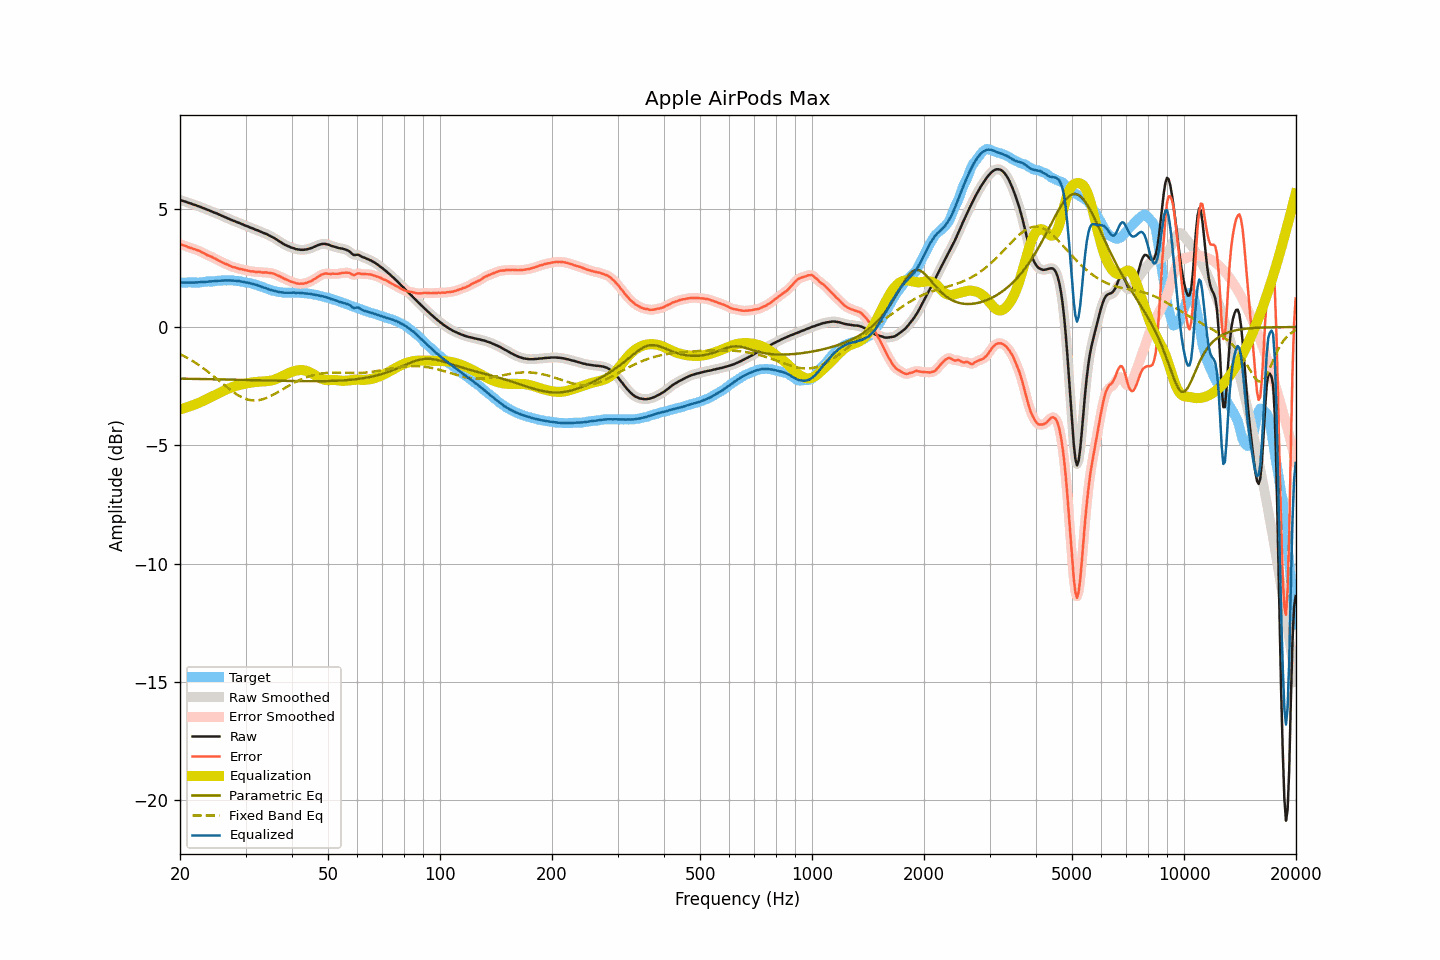 Apple AirPods Max
Amplitude (dBr)
5
0
−5
−10
−15
−20
Target
Raw Smoothed
Error Smoothed
Raw
Error
Equalization
Parametric Eq
Fixed Band Eq
Equalized
20 50 100 200 500 1000 2000 5000 10000 20000
Frequency (Hz)